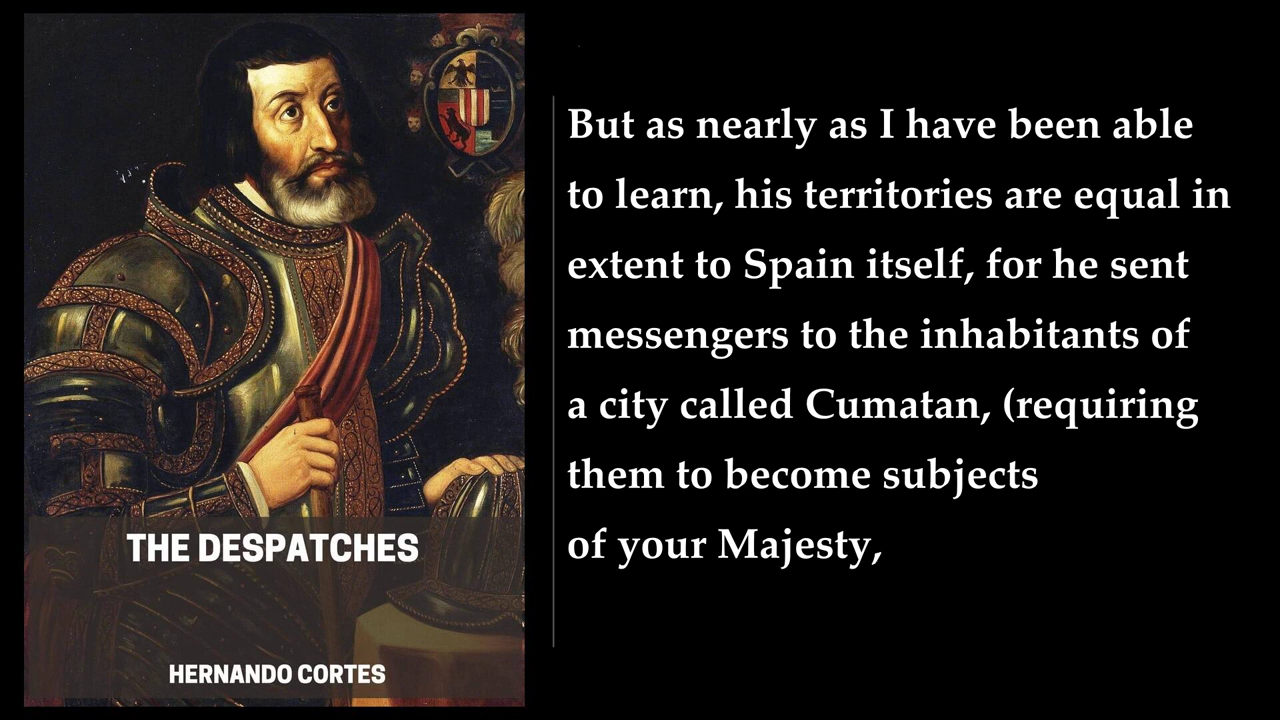 THE DESPATCHES
HERNANDO CORTES
But as nearly as I have been able
to learn, his territories are equal in
extent to Spain itself, for he sent
messengers to the inhabitants of
a city called Cumatan, (requiring
them to become subjects
of your Majesty,